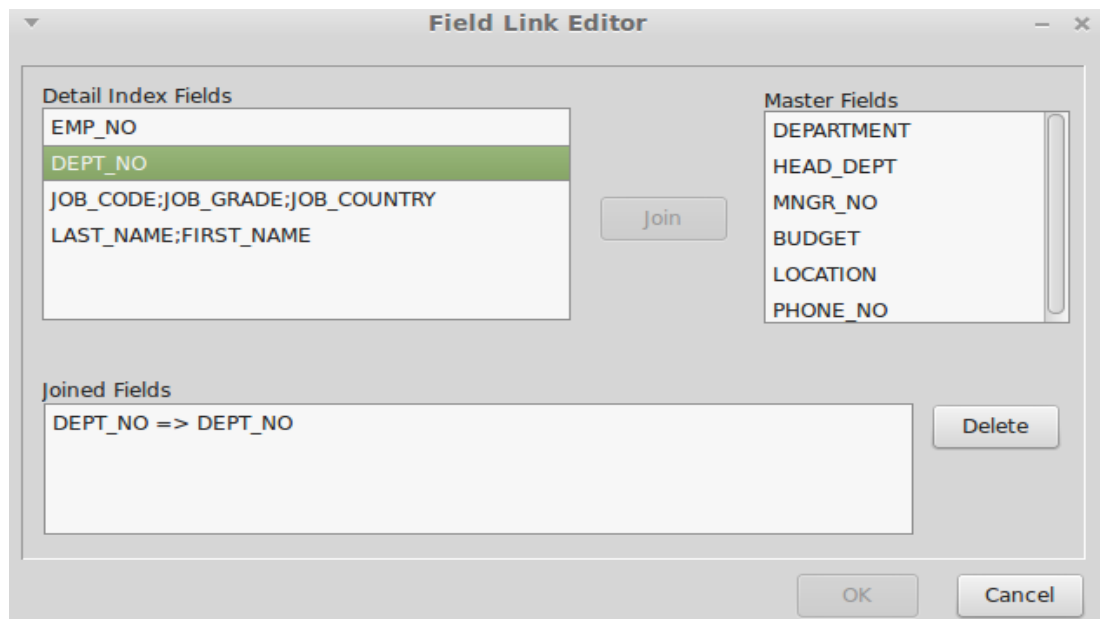 Field Link Editor
Detail Index Fields
EMP_NO
DEPT_NO
JOB_CODE;JOB_GRADE;JOB_COUNTRY
LAST_NAME;FIRST_NAME
Join
Master Fields
DEPARTMENT
HEAD_DEPT
MNGR_NO
BUDGET
LOCATION
PHONE_NO
Joined Fields
DEPT_NO => DEPT_NO
Delete
OK
Cancel